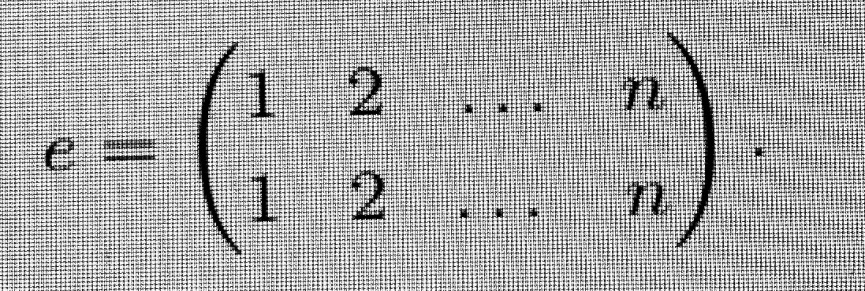 e = ( 1 2 ... n
1 2 ... n ) .